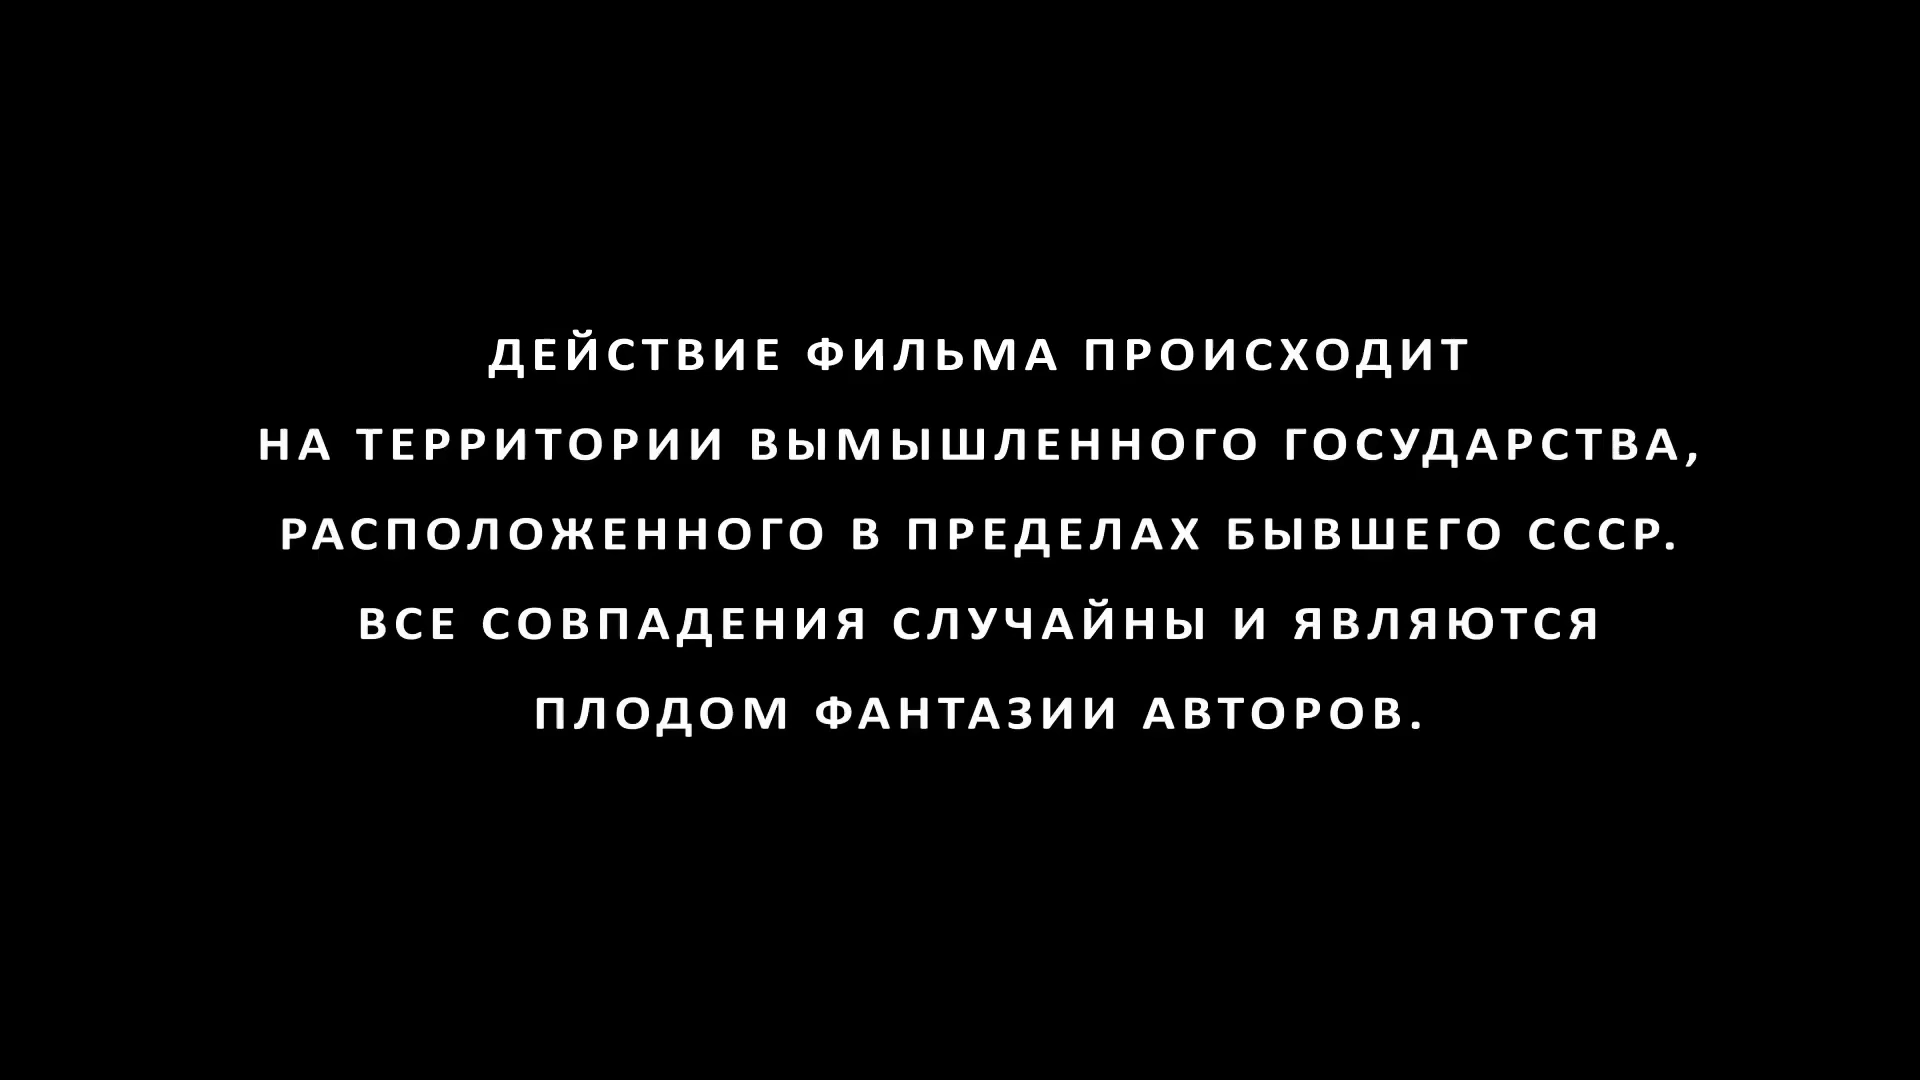 ДЕЙСТВИЕ ФИЛЬМА ПРОИСХОДИТ
НА ТЕРРИТОРИИ ВЫМЫШЛЕННОГО ГОСУДАРСТВА,
РАСПОЛОЖЕННОГО В ПРЕДЕЛАХ БЫВШЕГО СССР.
ВСЕ СОВПАДЕНИЯ СЛУЧАЙНЫ И ЯВЛЯЮТСЯ
ПЛОДОМ ФАНТАЗИИ АВТОРОВ.